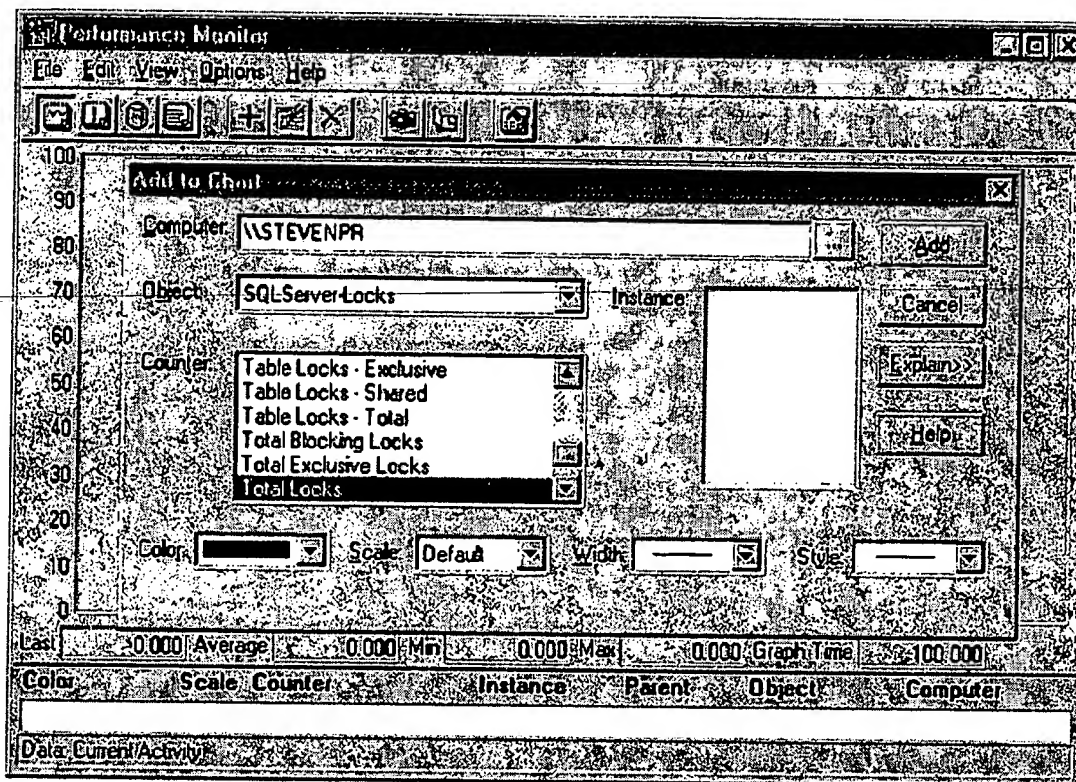 Performance Monitor
File Edit View Options Help
100
90
80
70
60
50
40
30
20
10
0
Add to Chart
Computer: \\STEVENPR
Add
Object: SQLServer-Locks
Instance:
Cancel
Counter:
Table Locks - Exclusive
Table Locks - Shared
Table Locks - Total
Total Blocking Locks
Total Exclusive Locks
Total Locks
Explain>>
Help
Color: Scale: Default Width: Style:
Last 0.000 Average 0.000 Min 0.000 Max 0.000 Graph Time 100.000
Color Scale Counter Instance Parent Object Computer
Data: Current Activity